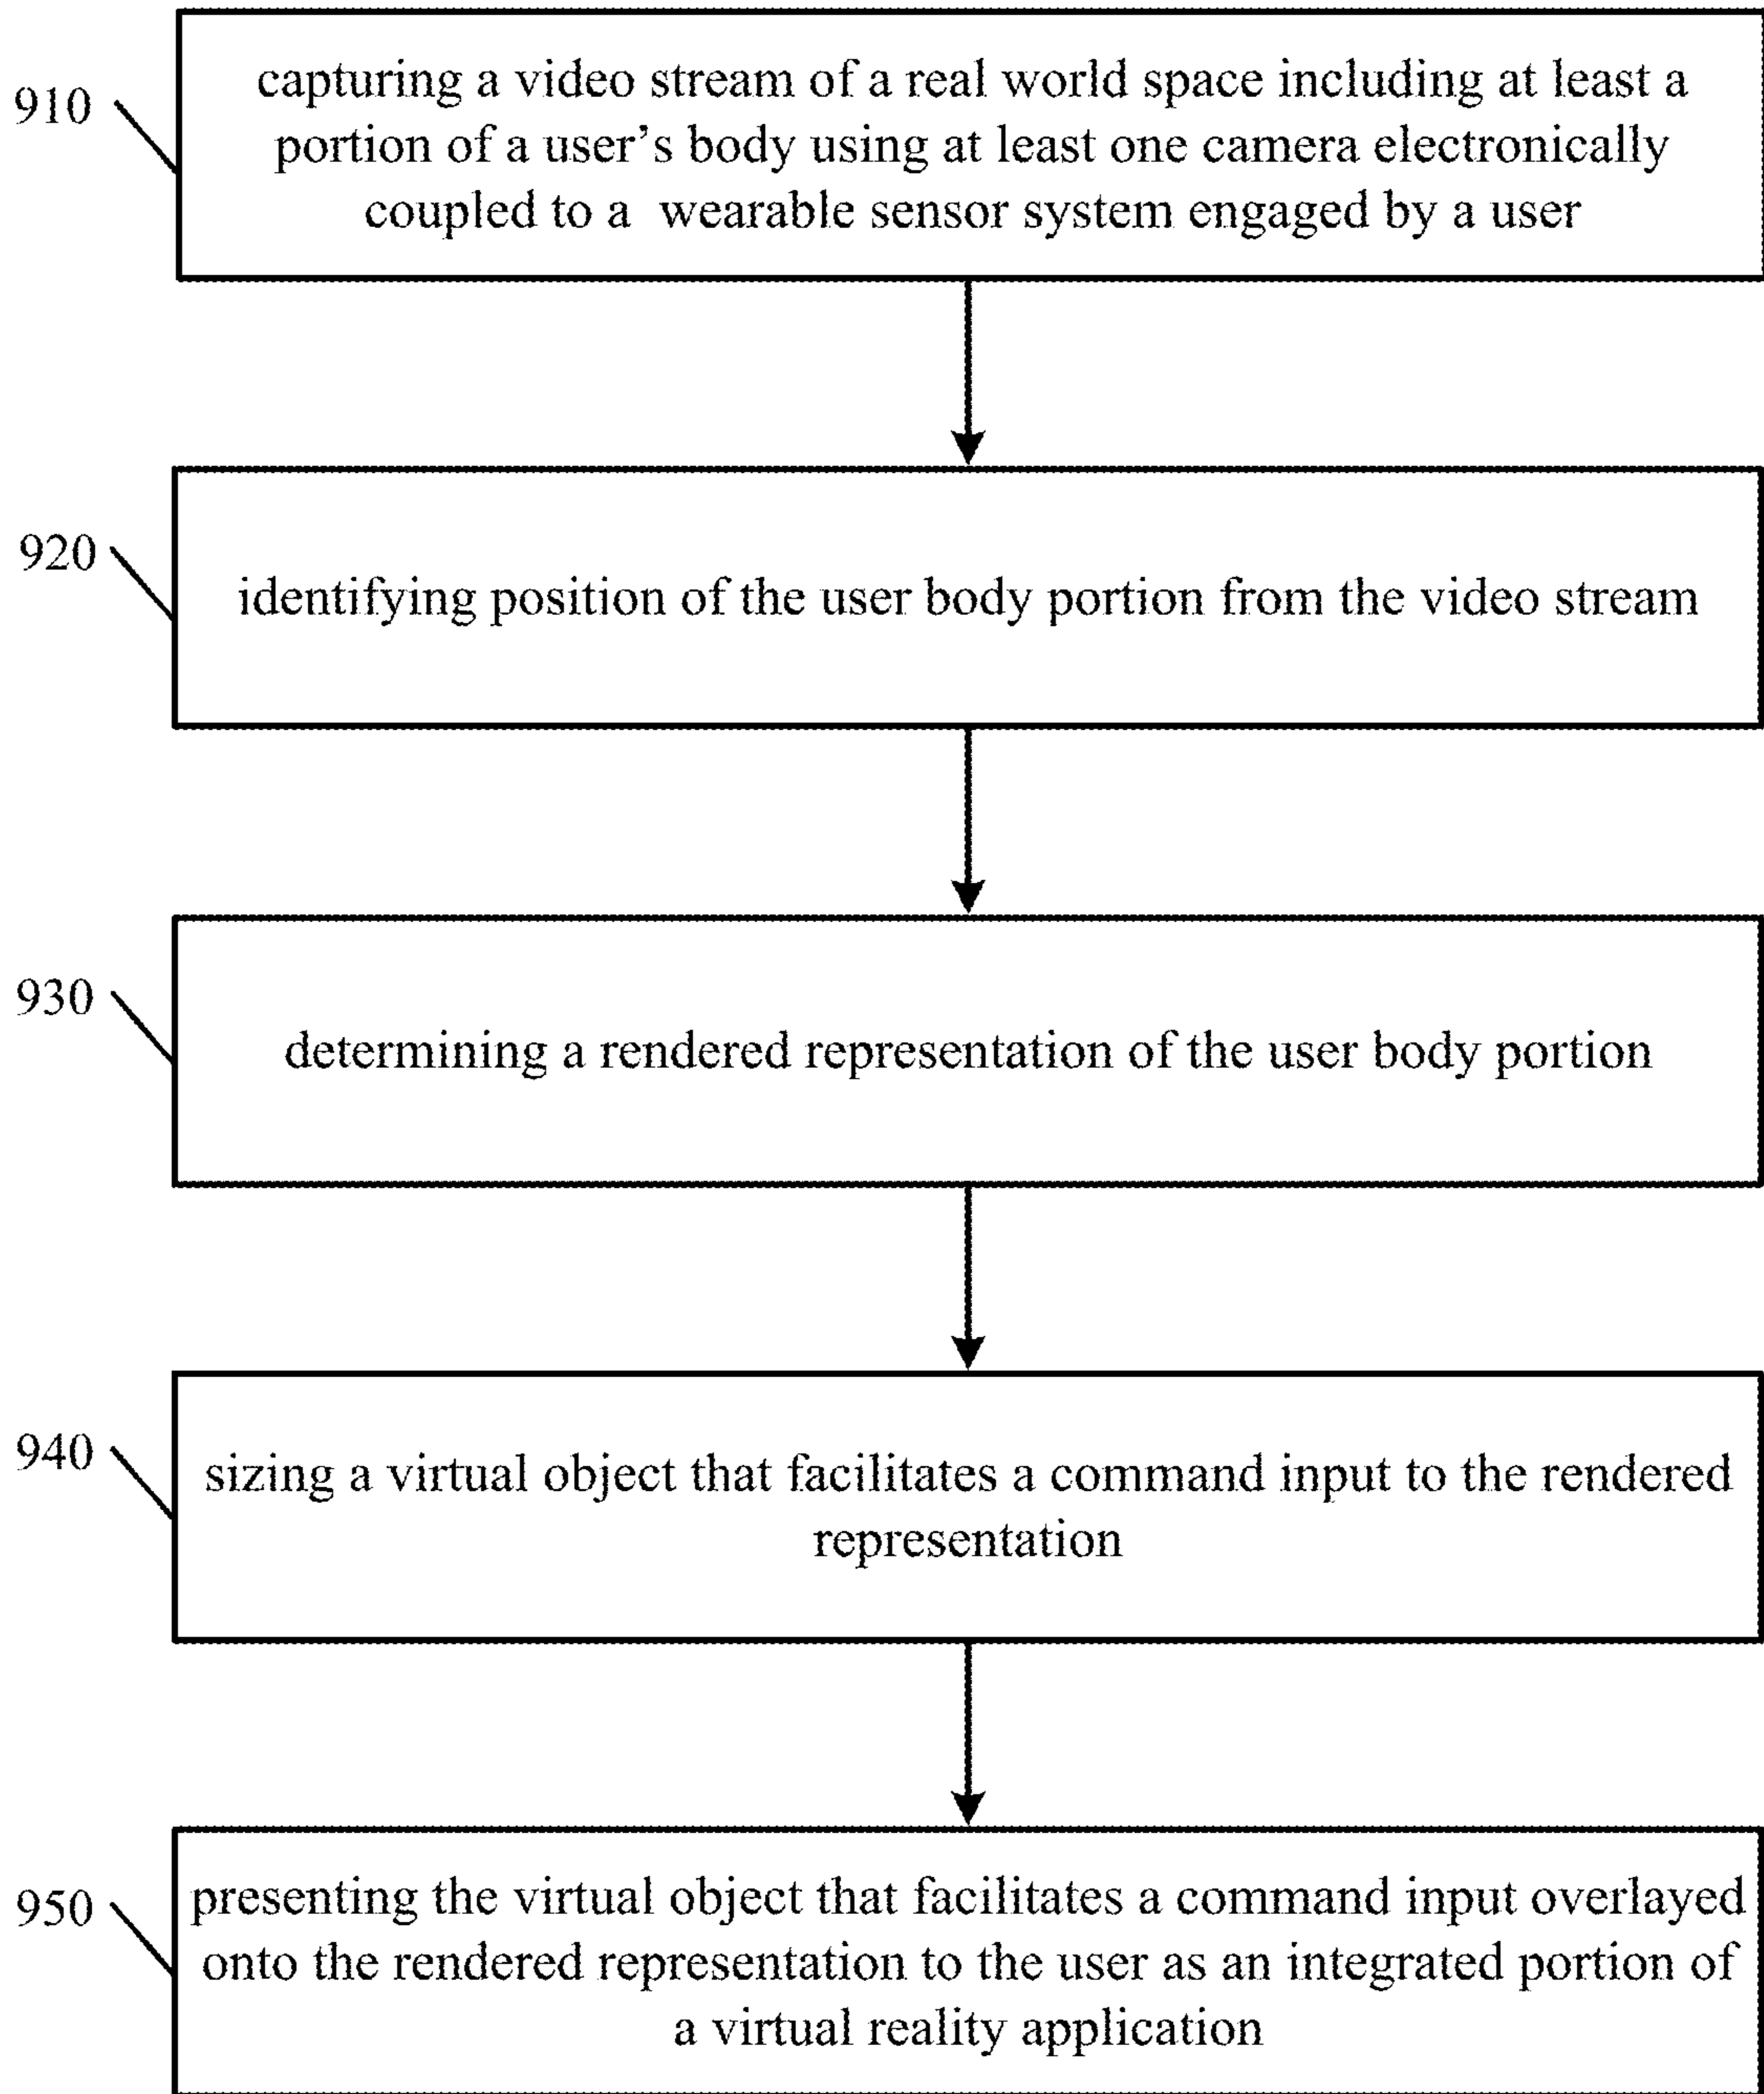 910
capturing a video stream of a real world space including at least a
portion of a user's body using at least one camera electronically
coupled to a wearable sensor system engaged by a user
920
identifying position of the user body portion from the video stream
930
determining a rendered representation of the user body portion
940
sizing a virtual object that facilitates a command input to the rendered
representation
950
presenting the virtual object that facilitates a command input overlayed
onto the rendered representation to the user as an integrated portion of
a virtual reality application